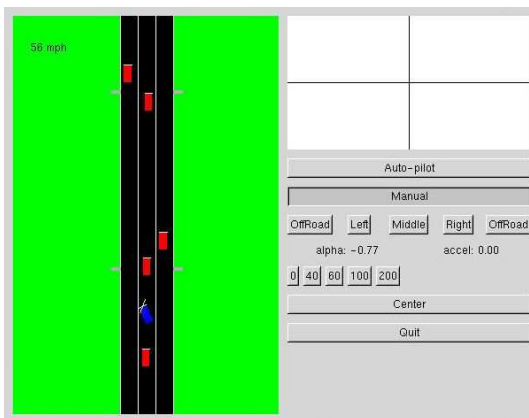 56 mph
Auto-pilot
Manual
OffRoad Left Middle Right OffRoad
alpha: -0.77 accel: 0.00
0 40 60 100 200
Center
Quit